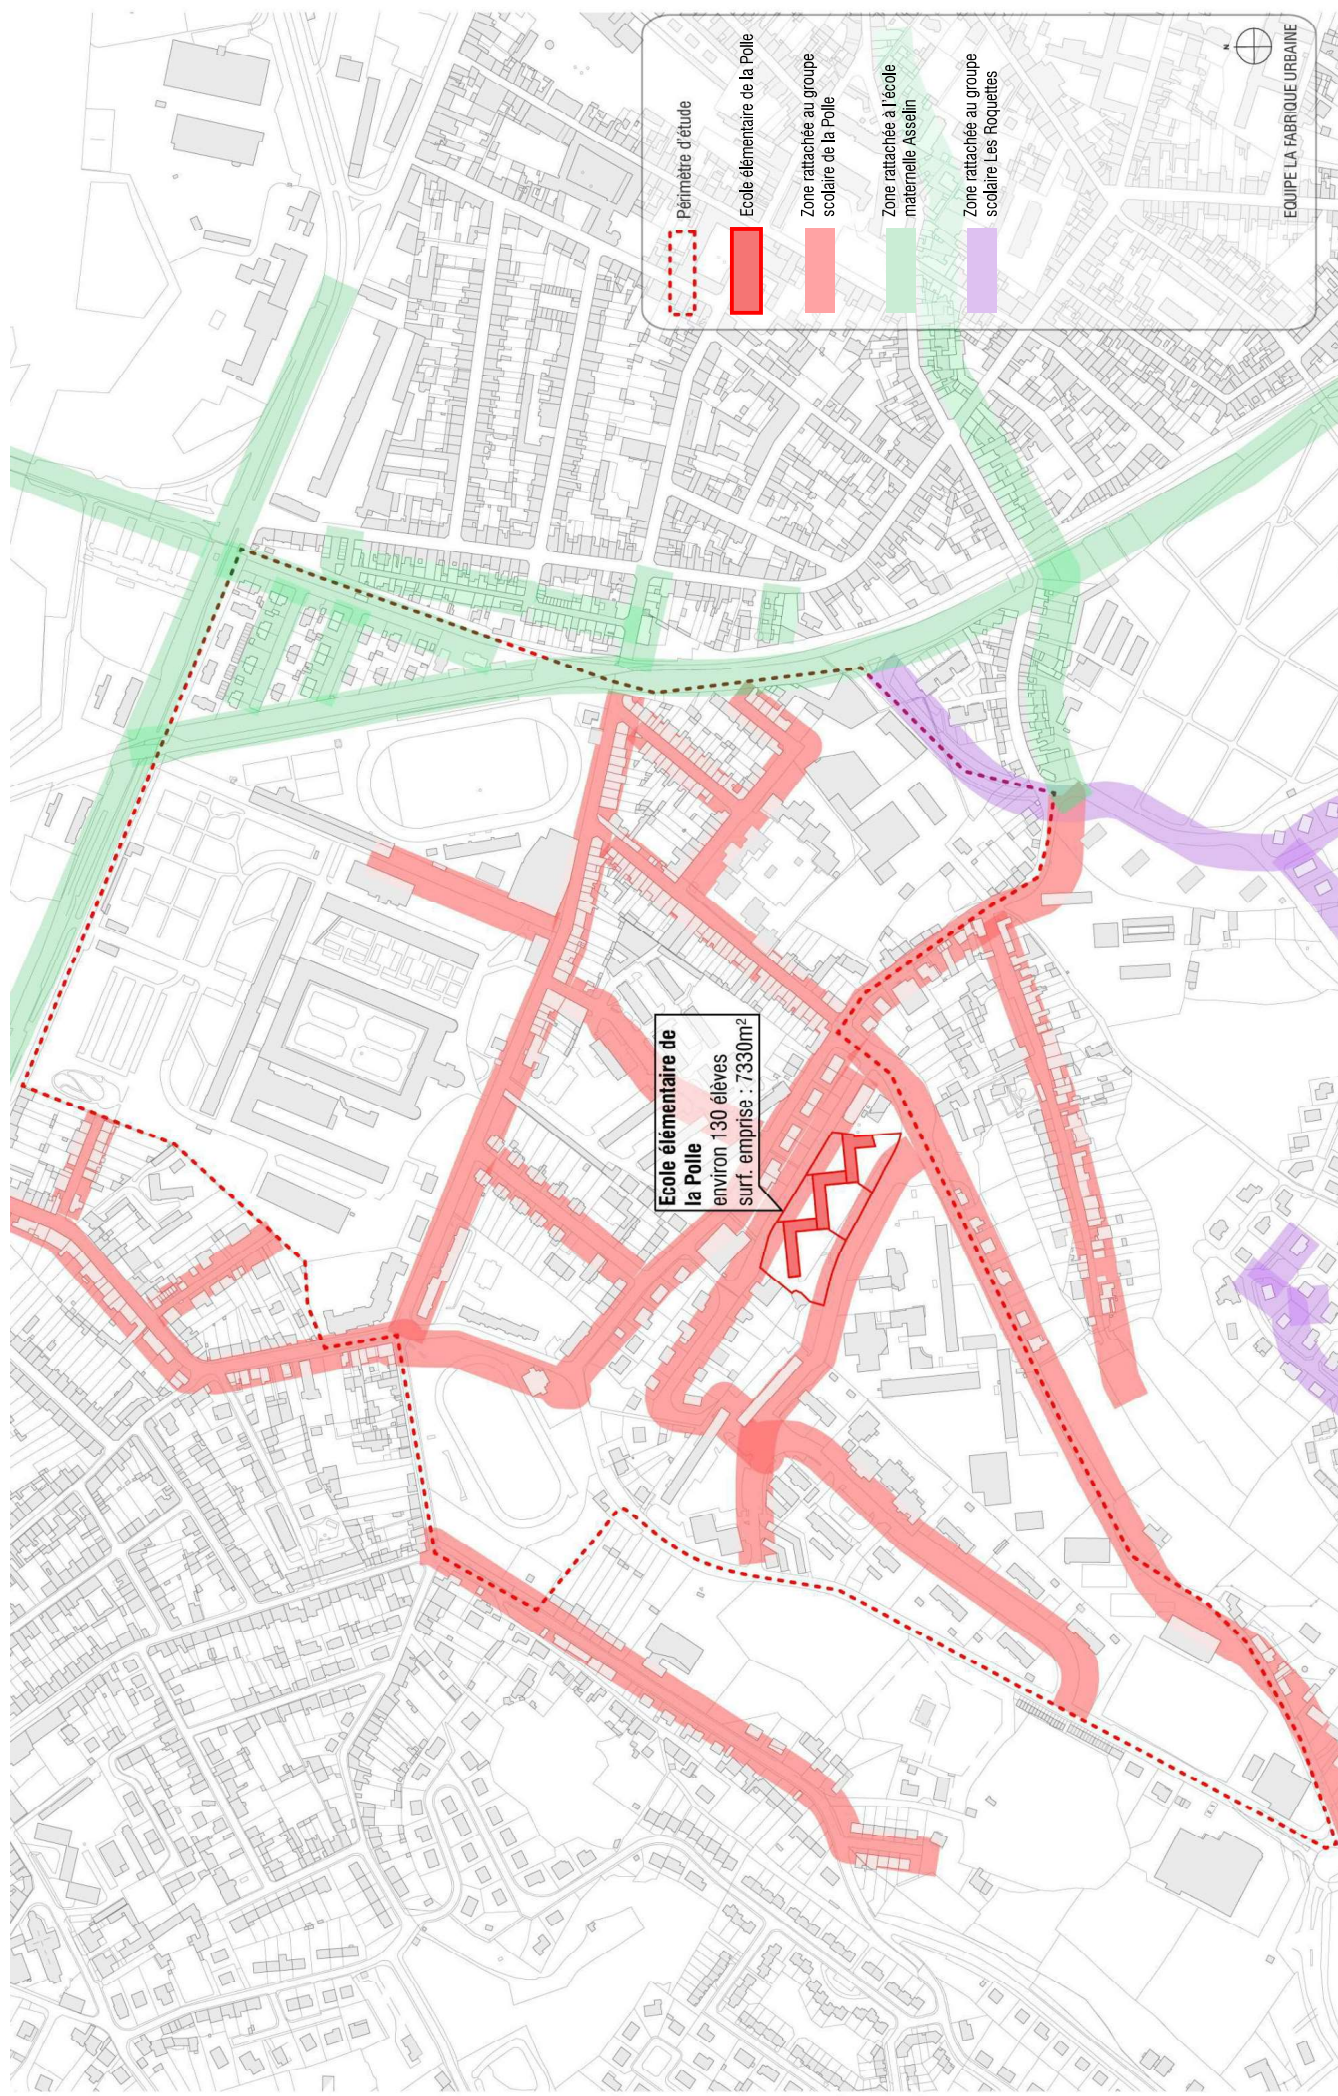 Ecole élémentaire de
la Polle
environ 130 élèves
surf. emprise : 7330m²
Périmètre d'étude
Ecole élémentaire de la Polle
Zone rattachée au groupe
scolaire de la Polle
Zone rattachée à l'école
maternelle Asselin
Zone rattachée au groupe
scolaire Les Roquettes
N
EQUIPE LA FABRIQUE URBAINE